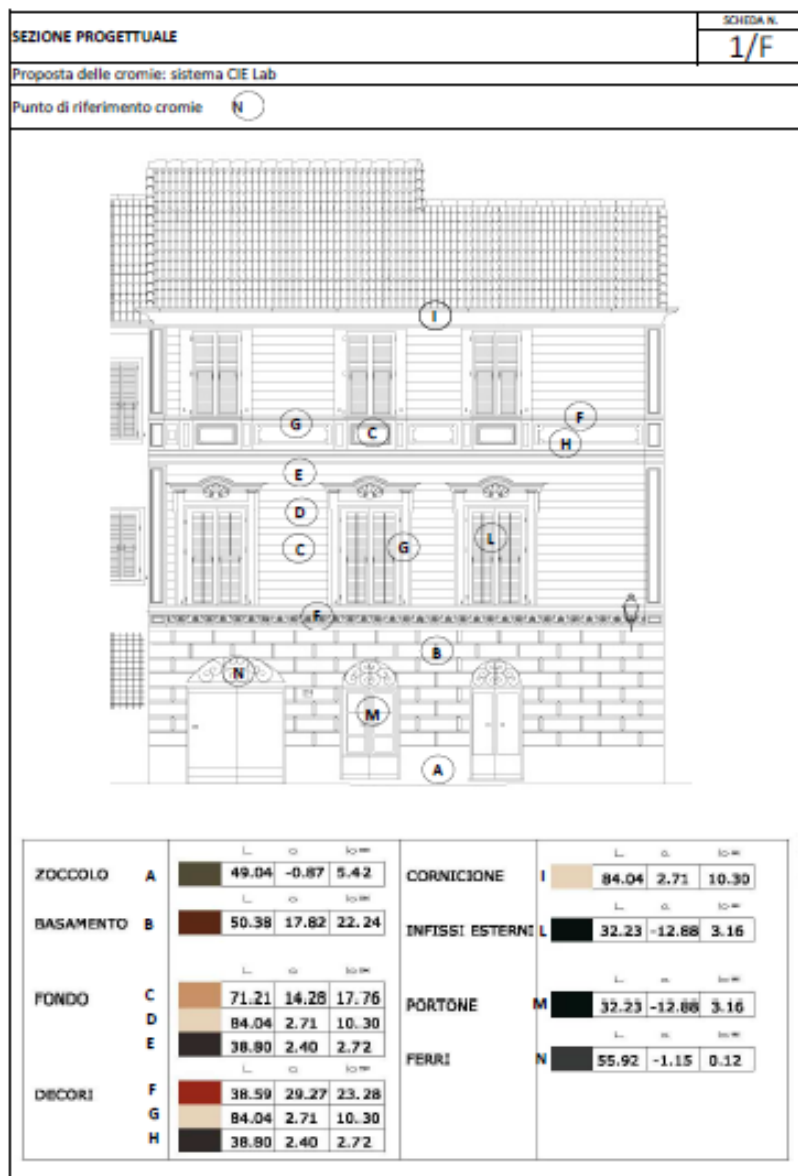 SEZIONE PROGETTUALE
SCHEDA N.
1/F
Proposta delle cromie: sistema CIE Lab
Punto di riferimento cromie N
I
F
G
C
H
E
D
C
G
L
F
B
N
M
A
L a b
ZOCCOLO A 49.04 -0.87 5.42
L a b
BASAMENTO B 50.38 17.82 22.24
L a b
FONDO C 71.21 14.28 17.76
D 84.04 2.71 10.30
E 38.80 2.40 2.72
L a b
DECORI F 38.59 29.27 23.28
G 84.04 2.71 10.30
H 38.80 2.40 2.72
L a b
CORNICIONE I 84.04 2.71 10.30
L a b
INFISSI ESTERNI L 32.23 -12.88 3.16
L a b
PORTONE M 32.23 -12.88 3.16
L a b
FERRI N 55.92 -1.15 0.12